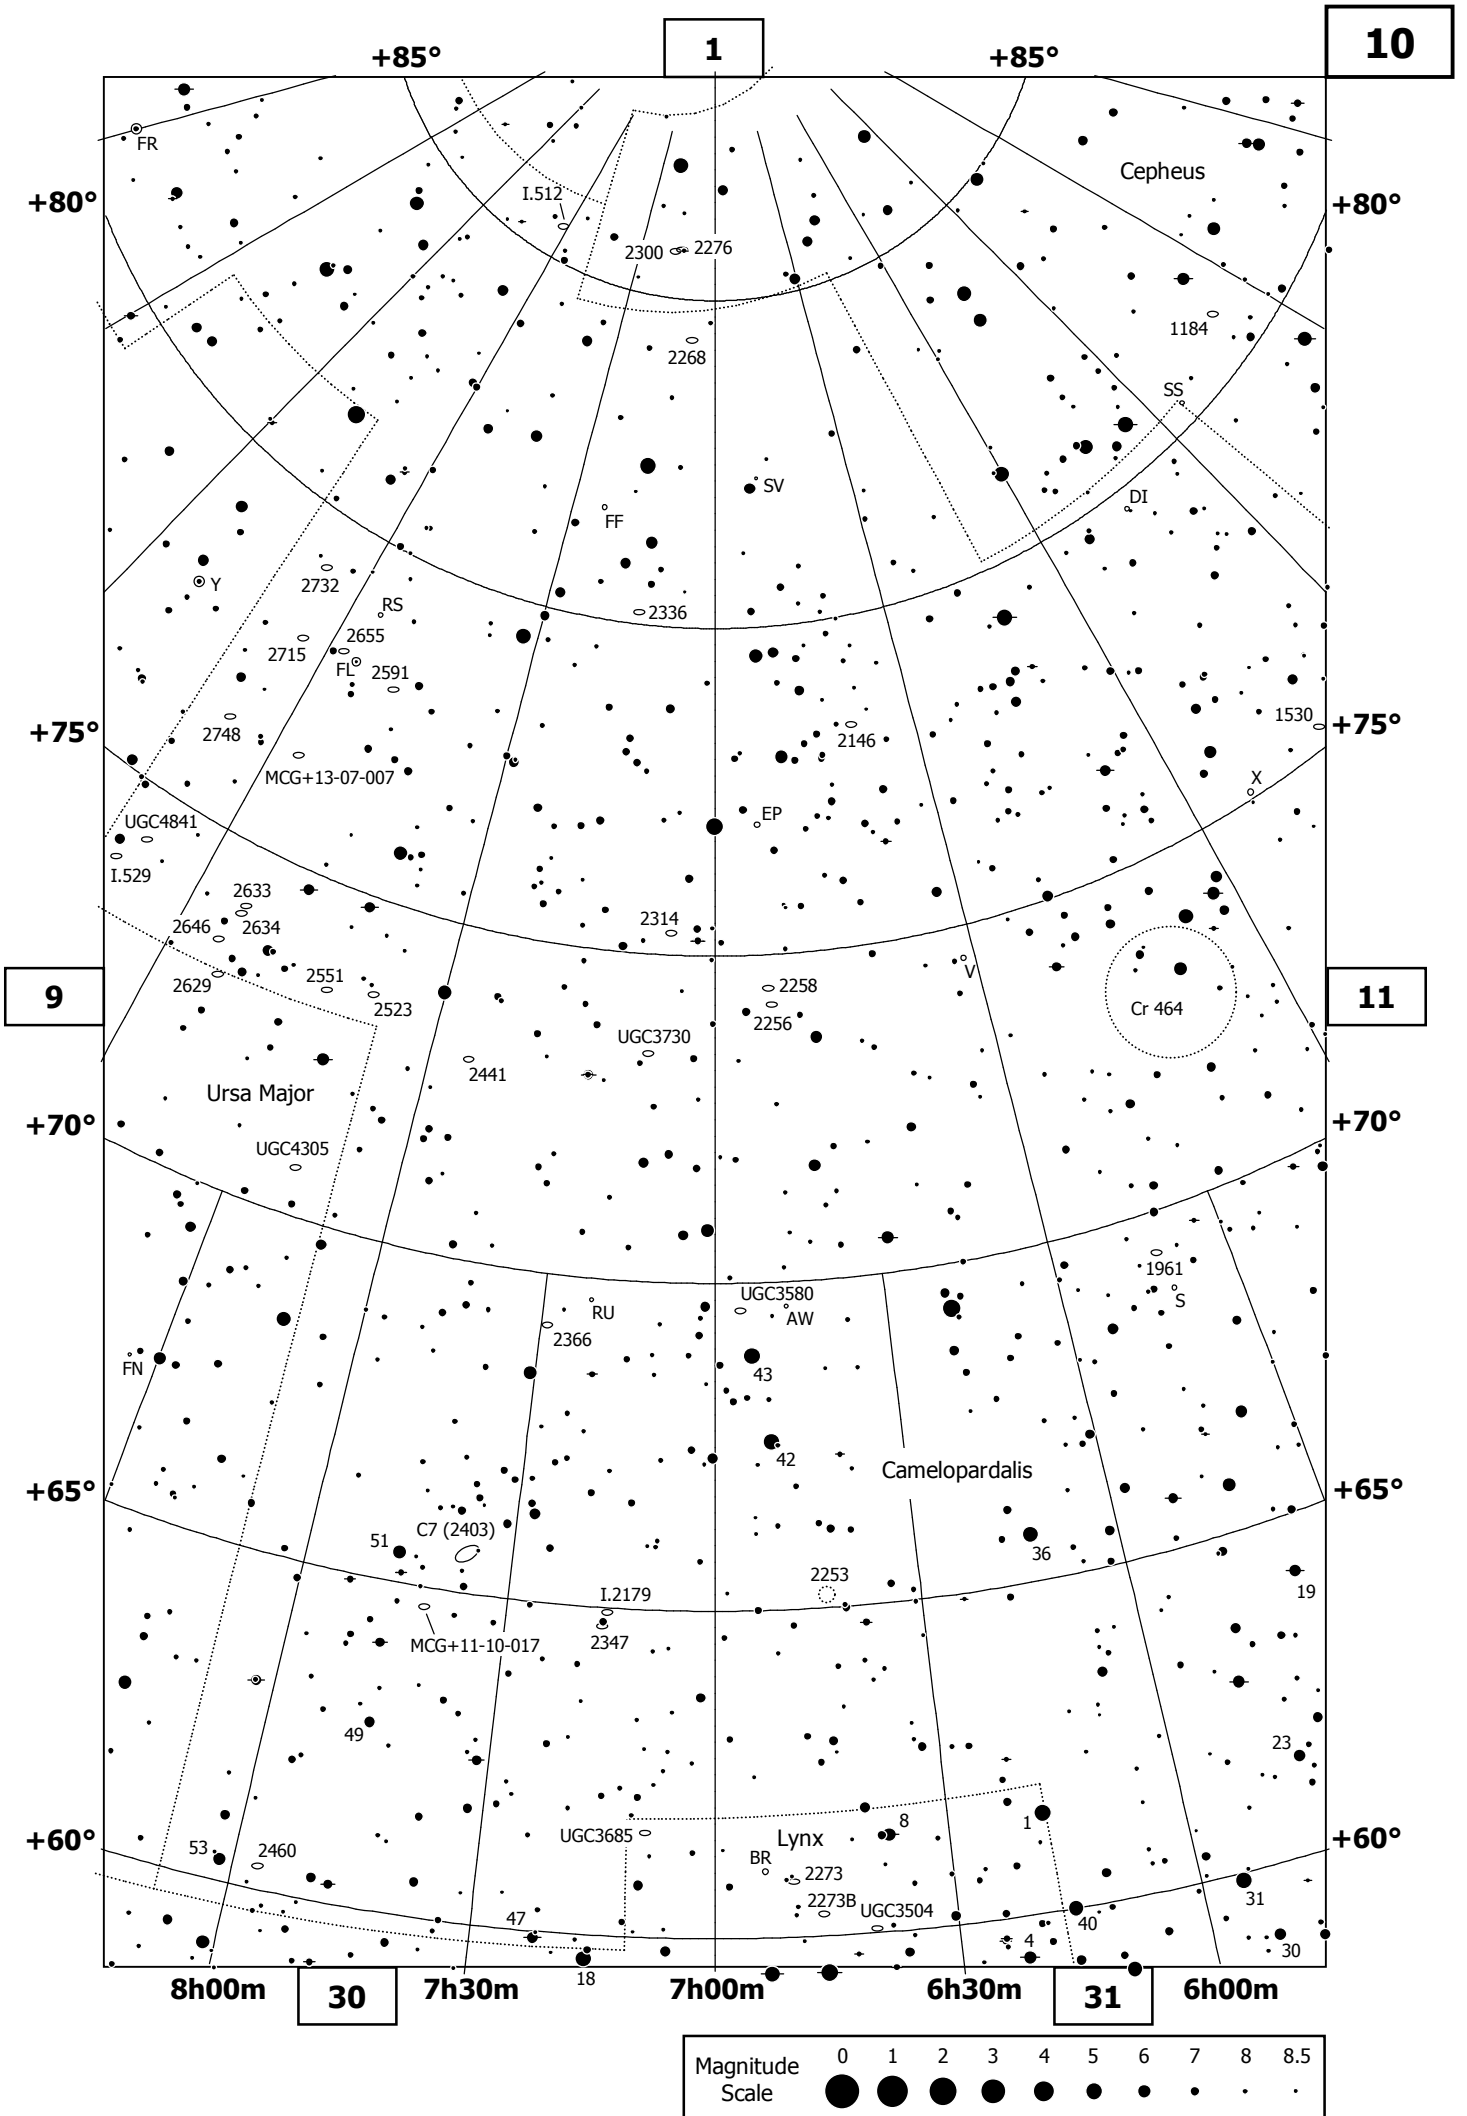 1
10
+85°
+85°
FR
Cepheus
+80°
+80°
I.512
2300
2276
1184
2268
SS
SV
DI
FF
Y
2732
RS
2336
2715
2655
FL
2591
+75°
2748
2146
1530
+75°
MCG+13-07-007
X
UGC4841
EP
I.529
2633
2646
2634
2314
9
2629
2551
2523
2258
V
11
2256
Cr 464
UGC3730
Ursa Major
2441
+70°
+70°
UGC4305
1961
UGC3580
S
RU
AW
2366
FN
43
42
Camelopardalis
+65°
+65°
C7 (2403)
51
36
2253
19
I.2179
MCG+11-10-017
2347
49
23
8
1
+60°
UGC3685
Lynx
+60°
53
2460
BR
2273
2273B
31
47
UGC3504
40
4
30
18
8h00m
30
7h30m
7h00m
6h30m
31
6h00m
Magnitude
Scale
0 1 2 3 4 5 6 7 8 8.5